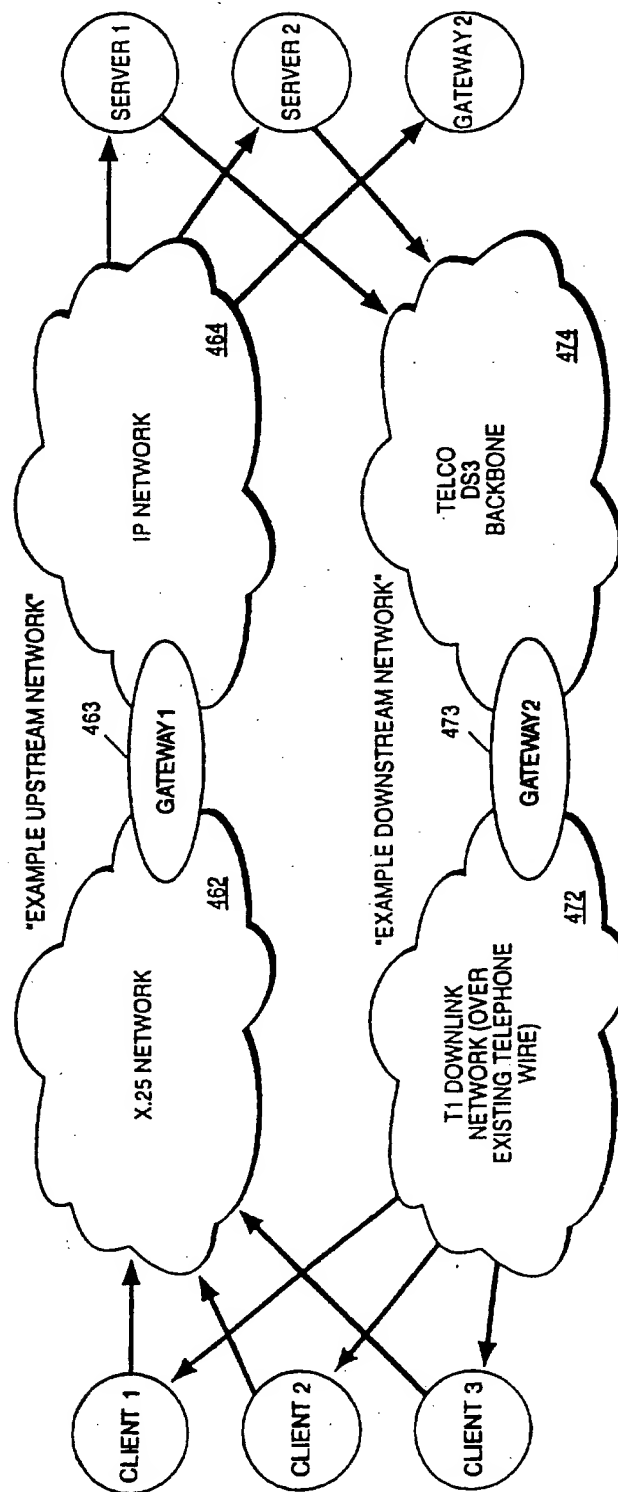 "EXAMPLE UPSTREAM NETWORK"
CLIENT 1
CLIENT 2
CLIENT 3
X.25 NETWORK
462
463
GATEWAY1
IP NETWORK
464
SERVER 1
SERVER 2
GATEWAY 2
"EXAMPLE DOWNSTREAM NETWORK"
T1 DOWNLINK
NETWORK (OVER
EXISTING TELEPHONE
WIRE)
472
473
GATEWAY2
TELCO
DS3
BACKBONE
474